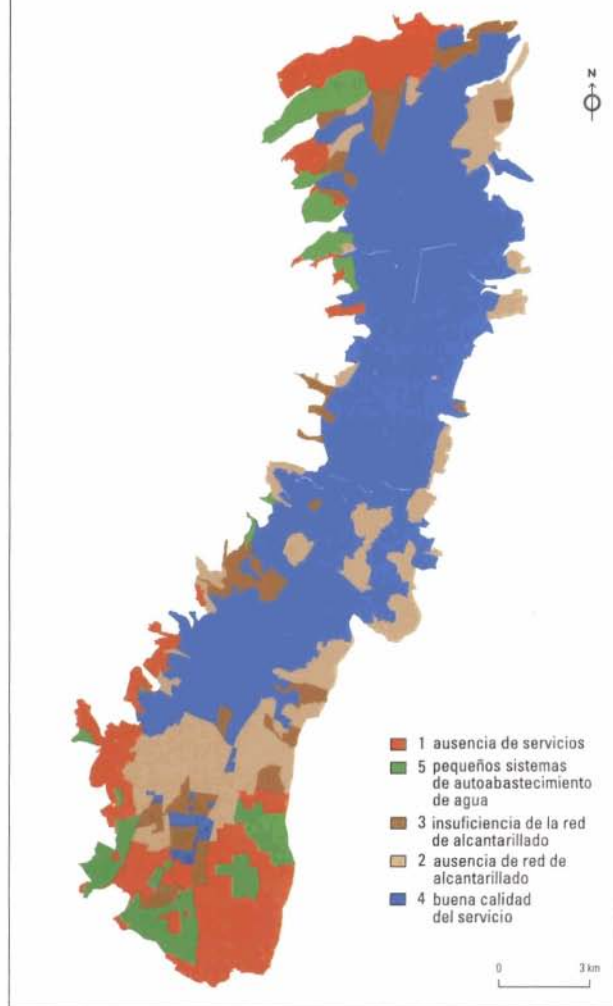 N
1 ausencia de servicios
5 pequeños sistemas
de autoabastecimiento
de agua
3 insuficiencia de la red
de alcantarillado
2 ausencia de red de
alcantarillado
4 buena calidad
del servicio
0 3 km